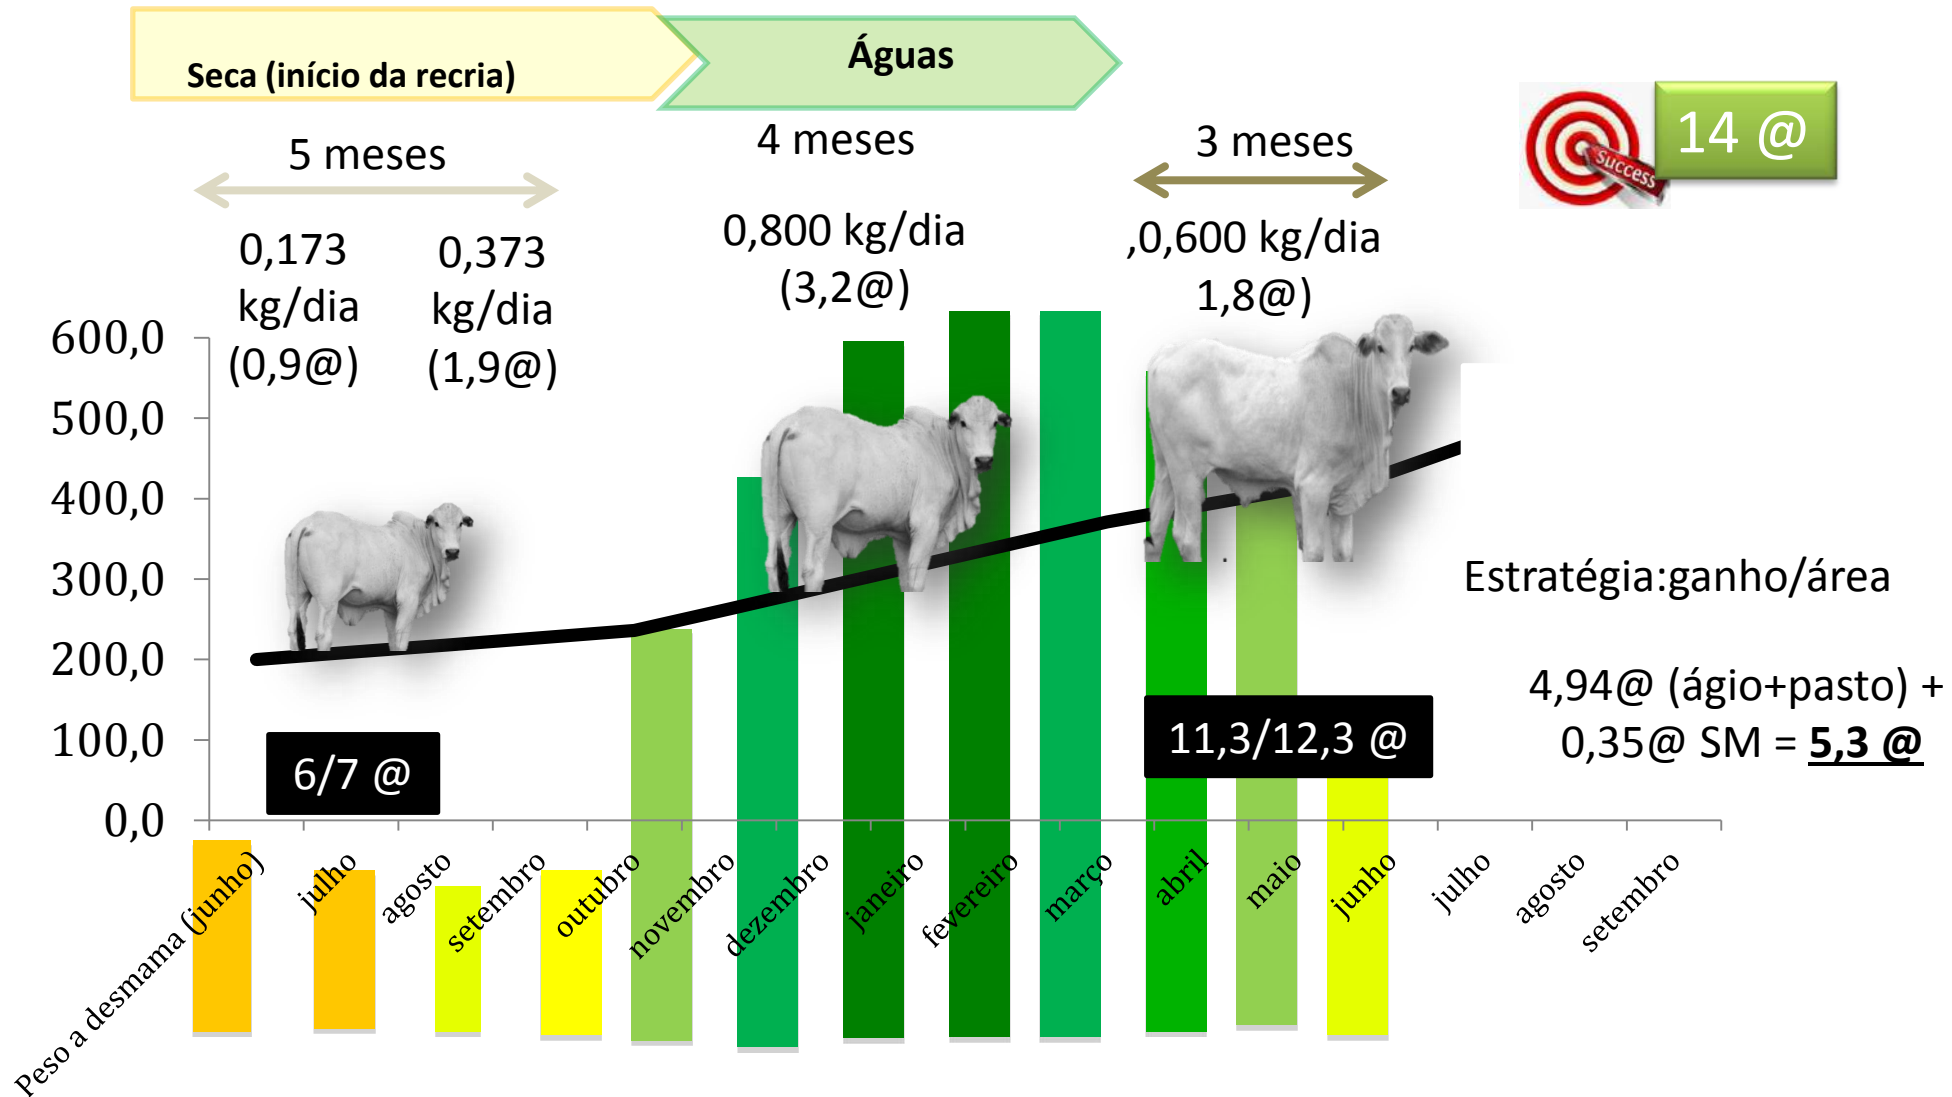 Seca (início da recria)
Águas
5 meses
4 meses
3 meses
success
14 @
0,173
kg/dia
(0,9@)
0,373
kg/dia
(1,9@)
0,800 kg/dia
(3,2@)
,0,600 kg/dia
1,8@)
600,0
500,0
400,0
300,0
200,0
100,0
0,0
Estratégia:ganho/área
4,94@ (ágio+pasto) +
0,35@ SM = 5,3 @
6/7 @
11,3/12,3 @
Peso a desmama (junho)
julho
agosto
setembro
outubro
novembro
dezembro
janeiro
fevereiro
março
abril
maio
junho
julho
agosto
setembro